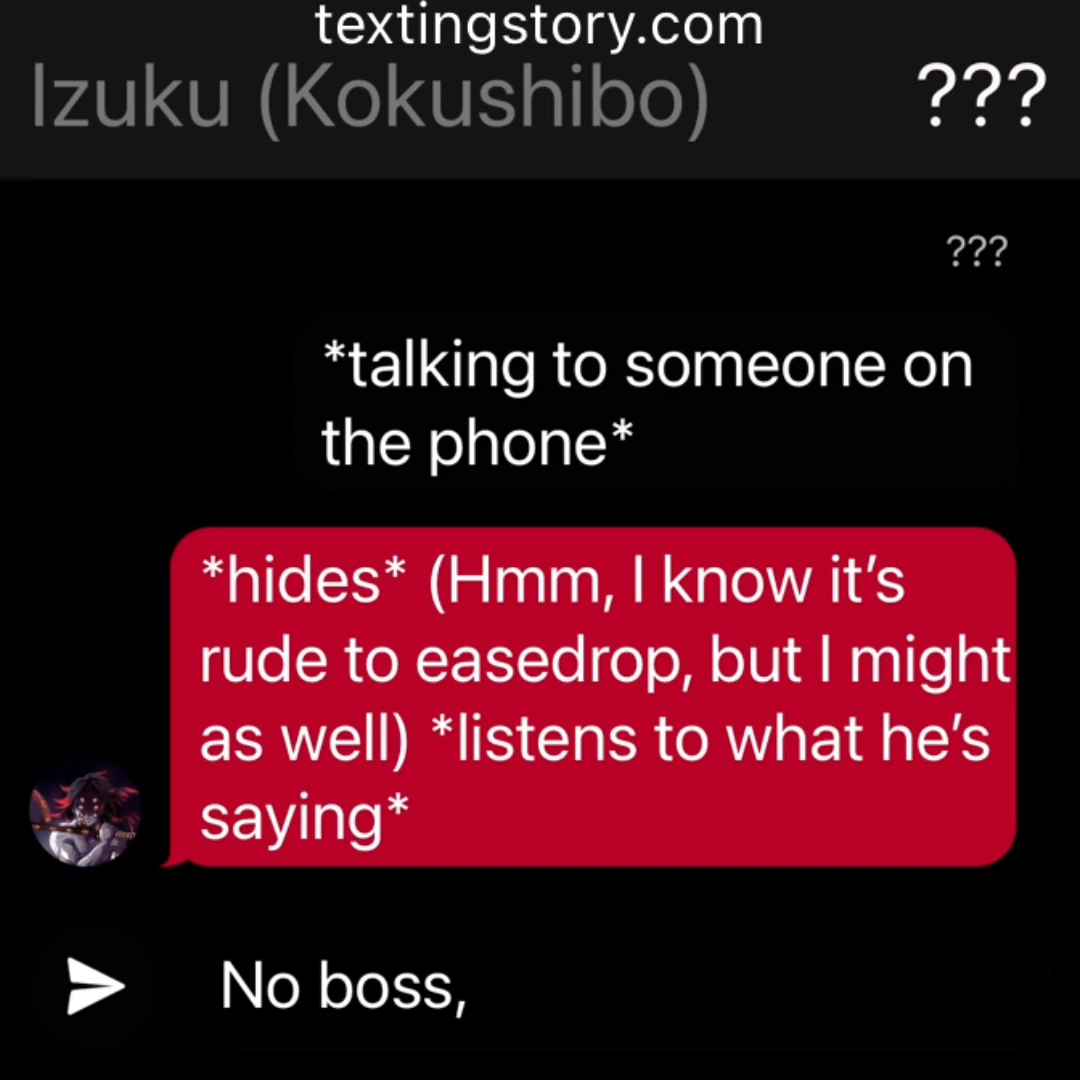 textingstory.com
Izuku (Kokushibo) ???
???
*talking to someone on
the phone*
*hides* (Hmm, I know it’s
rude to easedrop, but I might
as well) *listens to what he’s
saying*
No boss,